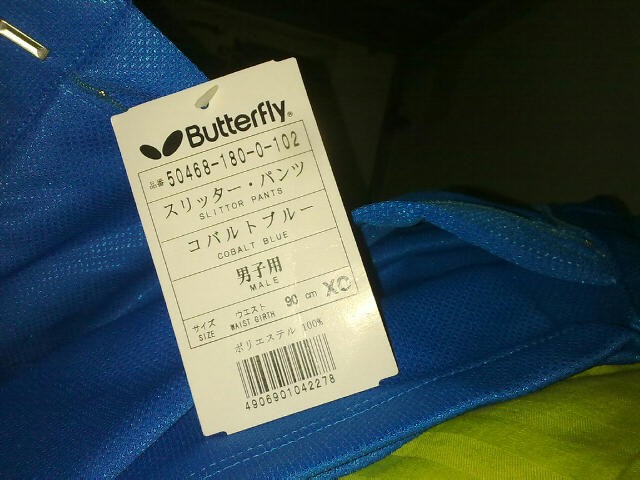 Butterfly®
品番 50468-180-0-102
スリッター・パンツ
SLITTOR PANTS
コバルトブルー
COBALT BLUE
男子用
MALE
サイズ ウエスト 90 cm XO
SIZE WAIST GIRTH
ポリエステル 100%
4906901042278